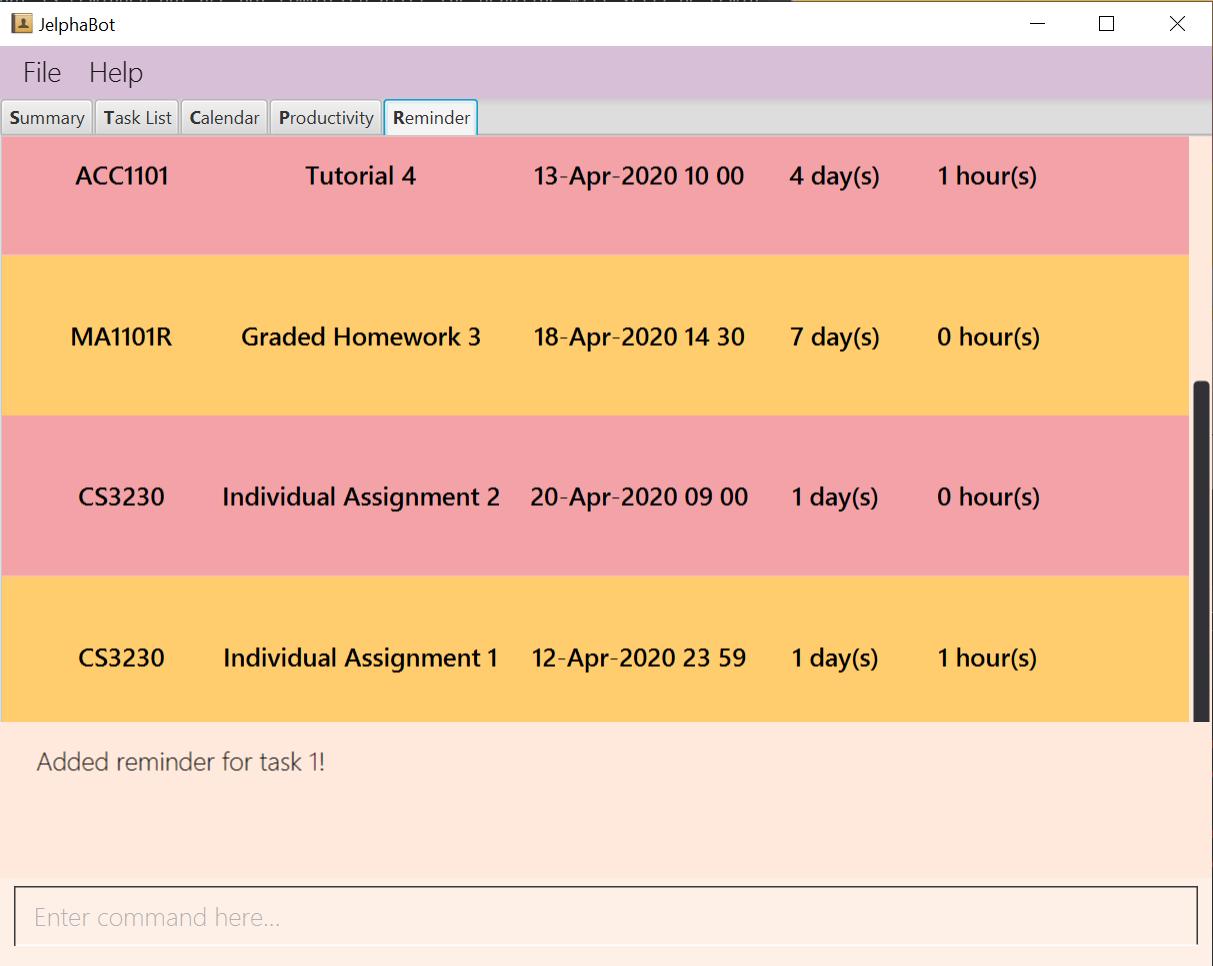 JelphaBot
File Help
Summary Task List Calendar Productivity Reminder
ACC1101 Tutorial 4 13-Apr-2020 10 00 4 day(s) 1 hour(s)
MA1101R Graded Homework 3 18-Apr-2020 14 30 7 day(s) 0 hour(s)
CS3230 Individual Assignment 2 20-Apr-2020 09 00 1 day(s) 0 hour(s)
CS3230 Individual Assignment 1 12-Apr-2020 23 59 1 day(s) 1 hour(s)
Added reminder for task 1!
Enter command here...